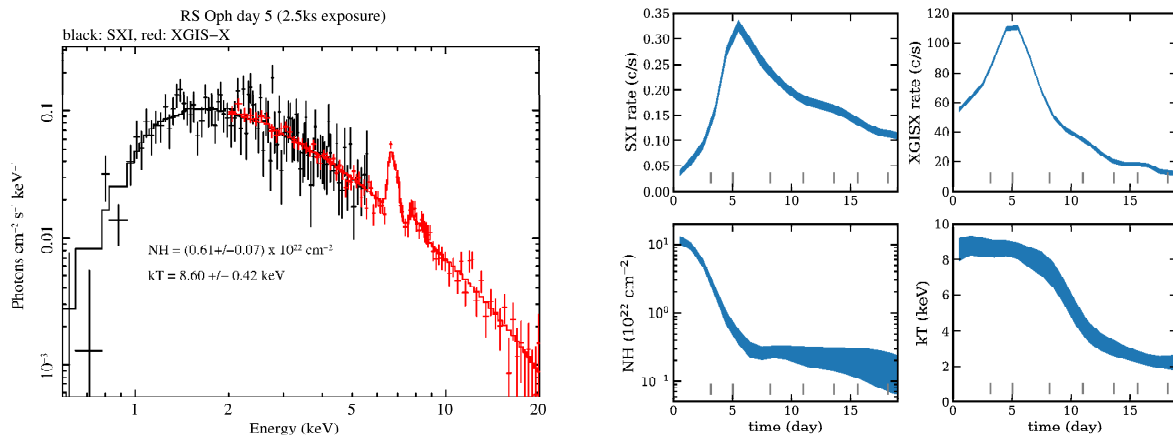 RS Oph day 5 (2.5ks exposure)
black: SXI, red: XGIS−X
Photons cm⁻² s⁻¹ keV⁻¹
0.1
0.01
10⁻³
NH = (0.61+/−0.07) x 10²² cm⁻²
kT = 8.60 +/− 0.42 keV
1
2
5
10
20
Energy (keV)
SXI rate (c/s)
0.35
0.30
0.25
0.20
0.15
0.10
0.05
0.00
0 5 10 15
XGISX rate (c/s)
120
100
80
60
40
20
0
0 5 10 15
NH (10²² cm⁻²)
10¹
10⁰
10⁻¹
0 5 10 15
time (day)
kT (keV)
10
8
6
4
2
0
0 5 10 15
time (day)